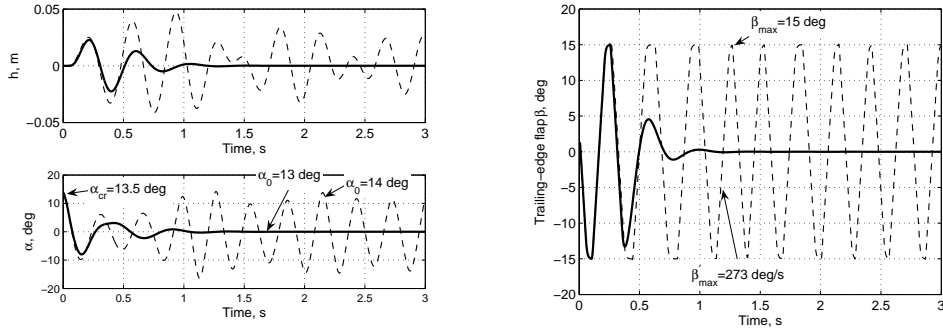 0.05
0
−0.05
h, m
0 0.5 1 1.5 2 2.5 3
Time, s
20
10
0
−10
−20
α, deg
α_cr=13.5 deg
α_0=13 deg
α_0=14 deg
0 0.5 1 1.5 2 2.5 3
Time, s
20
15
10
5
0
−5
−10
−15
−20
Trailing−edge flap β, deg
β_max=15 deg
β̇_max=273 deg/s
0 0.5 1 1.5 2 2.5 3
Time, s